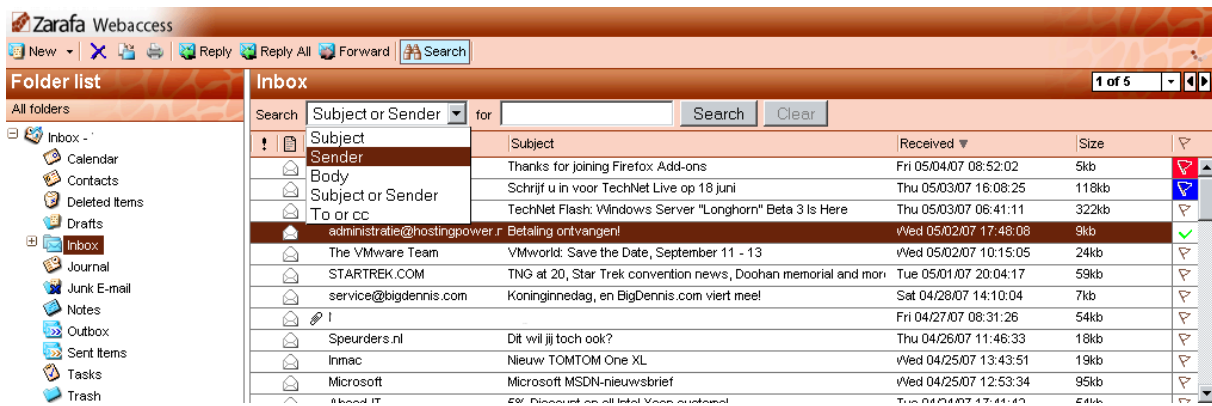 Zarafa Webaccess
New Reply Reply All Forward Search
Folder list
All folders
Inbox -
Calendar
Contacts
Deleted Items
Drafts
Inbox
Journal
Junk E-mail
Notes
Outbox
Sent Items
Tasks
Trash
Inbox 1 of 5
Search Subject or Sender for Search Clear
Subject
Sender
Body
Subject or Sender
To or cc
! Subject Received Size
Thanks for joining Firefox Add-ons Fri 05/04/07 08:52:02 5kb
Schrijf u in voor TechNet Live op 18 juni Thu 05/03/07 16:08:25 118kb
TechNet Flash: Windows Server "Longhorn" Beta 3 Is Here Thu 05/03/07 06:41:11 322kb
administratie@hostingpower.r Betaling ontvangen! Wed 05/02/07 17:48:08 9kb
The VMware Team VMworld: Save the Date, September 11 - 13 Wed 05/02/07 10:15:05 24kb
STARTREK.COM TNG at 20, Star Trek convention news, Doohan memorial and mor Tue 05/01/07 20:04:17 59kb
service@bigdennis.com Koninginnedag, en BigDennis.com viert mee! Sat 04/28/07 14:10:04 7kb
Fri 04/27/07 08:31:26 54kb
Speurders.nl Dit wil jij toch ook? Thu 04/26/07 11:46:33 18kb
Inmac Nieuw TOMTOM One XL Wed 04/25/07 13:43:51 19kb
Microsoft Microsoft MSDN-nieuwsbrief Wed 04/25/07 12:53:34 95kb